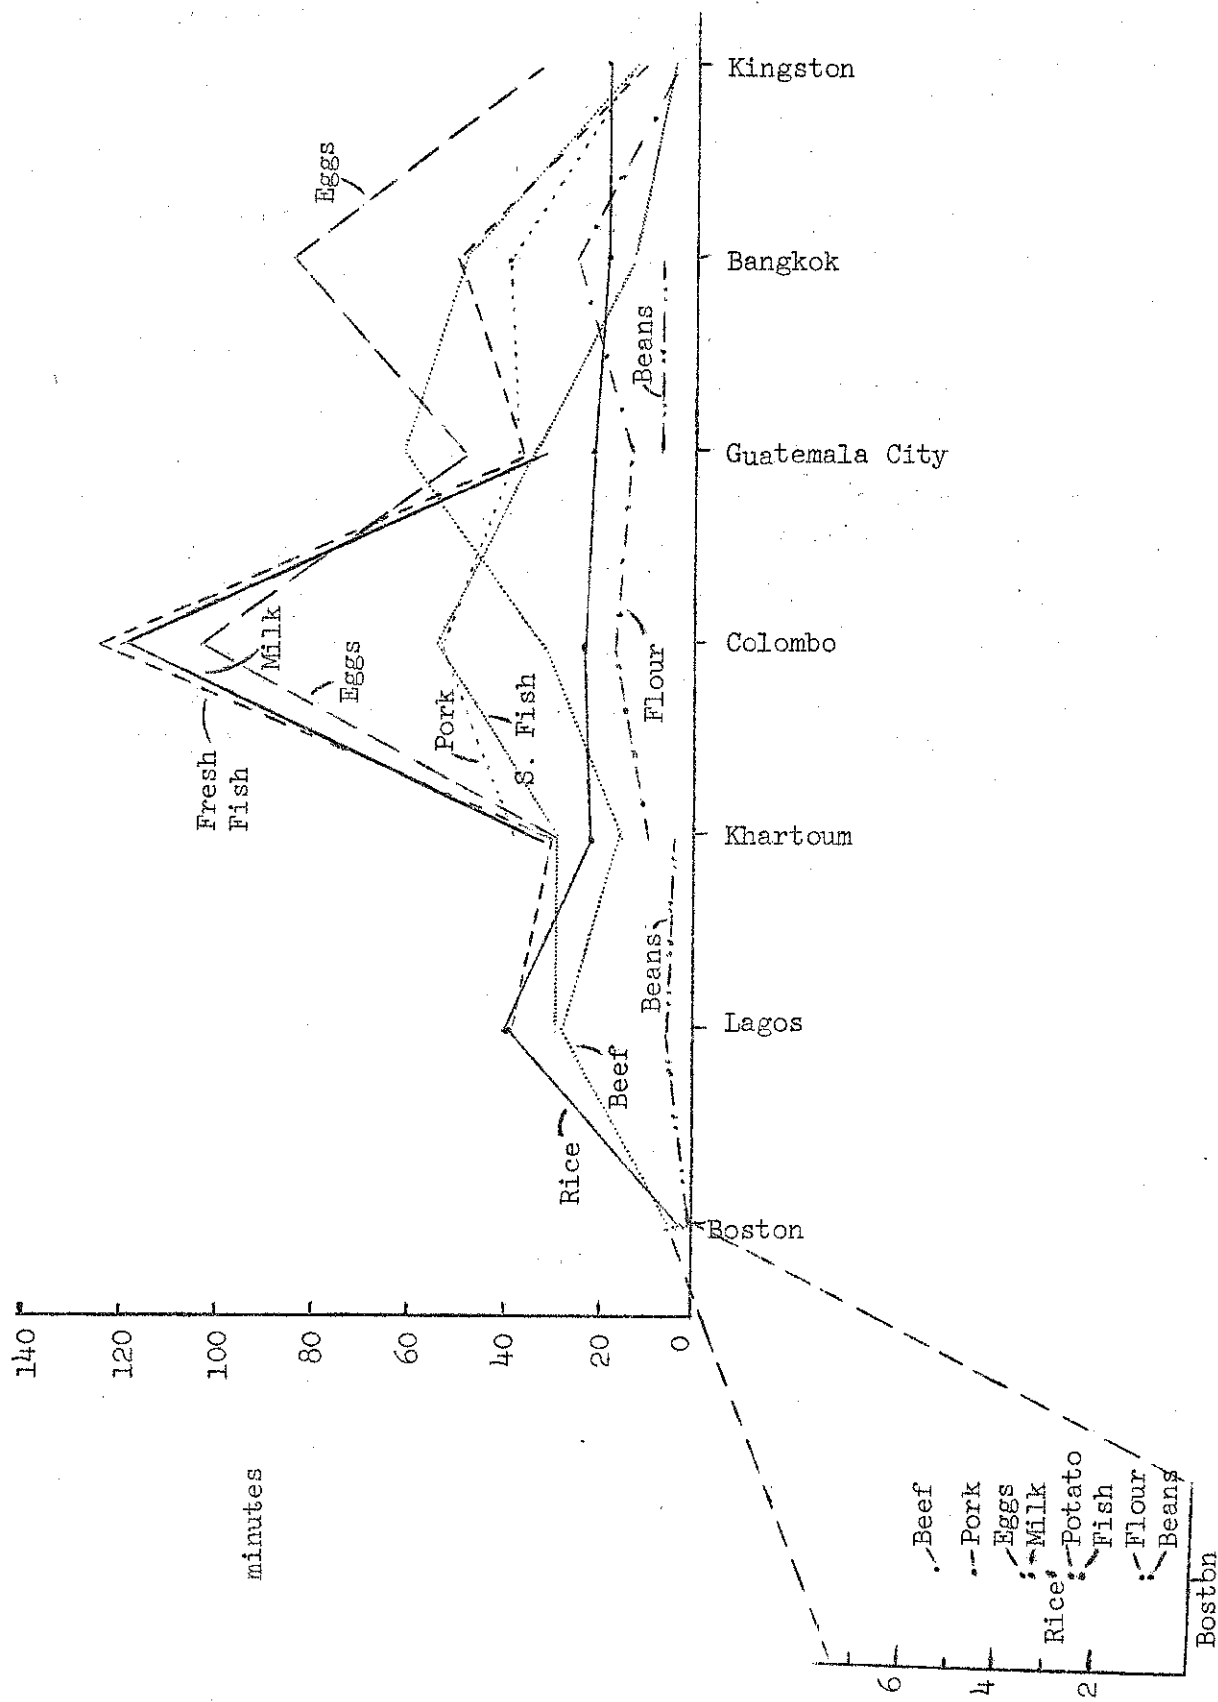 Kingston
Eggs
Bangkok
Beans
Guatemala City
Milk
Eggs
Colombo
Flour
Pork
S. Fish
Fresh
Fish
Khartoum
Beans
Lagos
Beef
Rice
Boston
140
120
100
80
60
40
20
0
minutes
Beef
Pork
Eggs
Milk
Rice
Potato
Fish
Flour
Beans
6
4
2
Boston